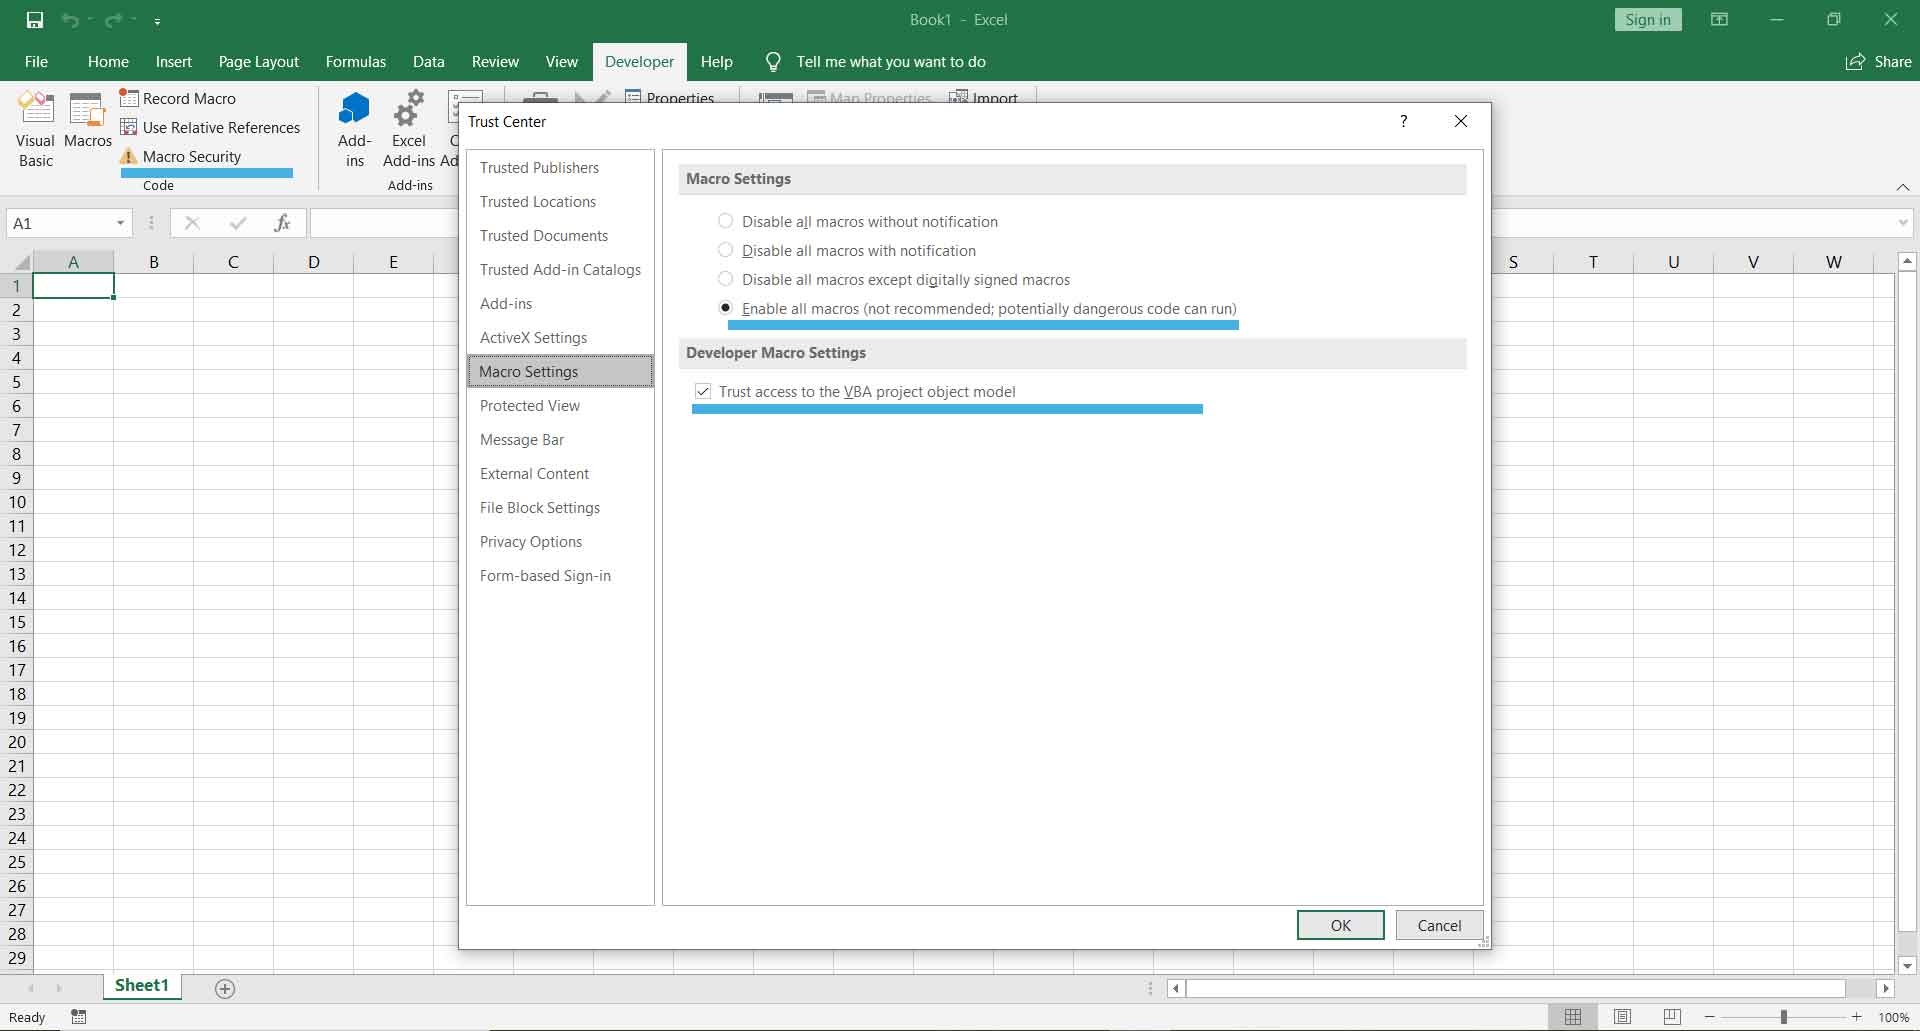 Book1 - Excel
Sign in
File Home Insert Page Layout Formulas Data Review View Developer Help Tell me what you want to do Share
Visual Basic
Macros
Record Macro
Use Relative References
Macro Security
Code
Add-ins
Excel Add-ins
Add-ins
Properties
Map Properties
Import
A1
fx
A B C D E S T U V W
1
2
3
4
5
6
7
8
9
10
11
12
13
14
15
16
17
18
19
20
21
22
23
24
25
26
27
28
29
Trust Center
?
Trusted Publishers
Trusted Locations
Trusted Documents
Trusted Add-in Catalogs
Add-ins
ActiveX Settings
Macro Settings
Protected View
Message Bar
External Content
File Block Settings
Privacy Options
Form-based Sign-in
Macro Settings
Disable all macros without notification
Disable all macros with notification
Disable all macros except digitally signed macros
Enable all macros (not recommended; potentially dangerous code can run)
Developer Macro Settings
Trust access to the VBA project object model
OK Cancel
Sheet1
Ready
100%